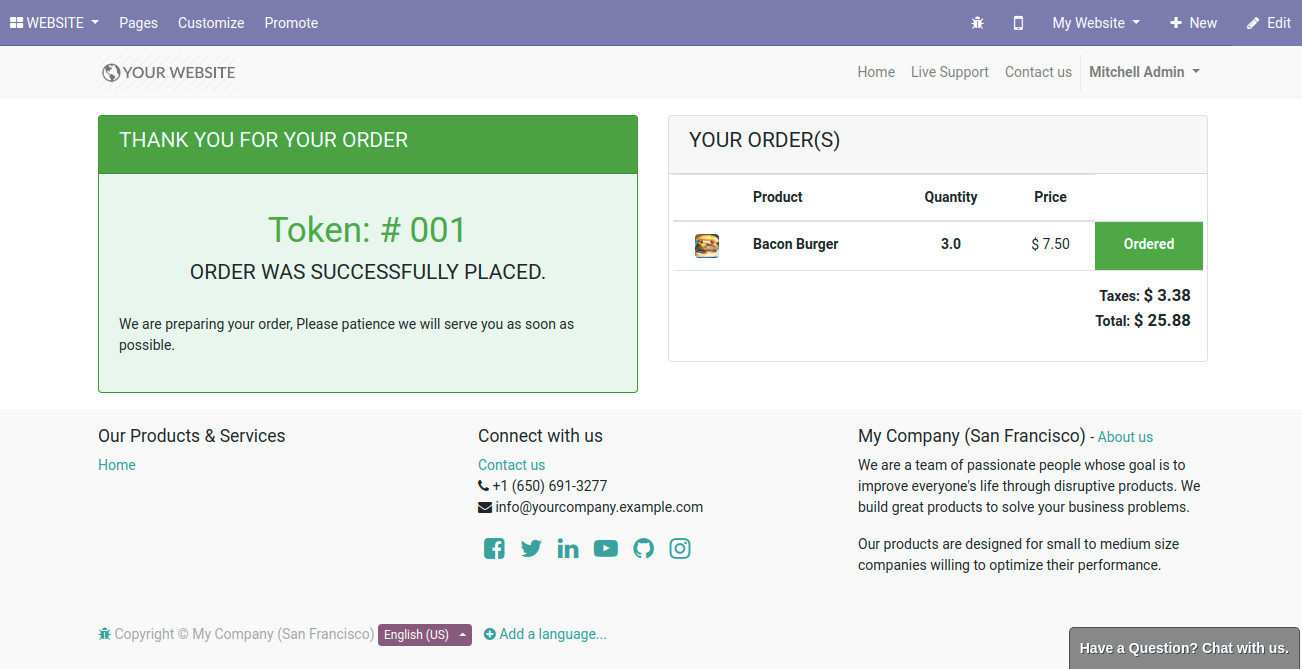 WEBSITE Pages Customize Promote My Website New Edit
YOUR WEBSITE Home Live Support Contact us Mitchell Admin
THANK YOU FOR YOUR ORDER
Token: # 001
ORDER WAS SUCCESSFULLY PLACED.
We are preparing your order, Please patience we will serve you as soon as
possible.
YOUR ORDER(S)
Product Quantity Price
Bacon Burger 3.0 $ 7.50 Ordered
Taxes: $ 3.38
Total: $ 25.88
Our Products & Services
Home
Connect with us
Contact us
+1 (650) 691-3277
info@yourcompany.example.com
My Company (San Francisco) - About us
We are a team of passionate people whose goal is to
improve everyone's life through disruptive products. We
build great products to solve your business problems.
Our products are designed for small to medium size
companies willing to optimize their performance.
Copyright © My Company (San Francisco) English (US) Add a language...
Have a Question? Chat with us.